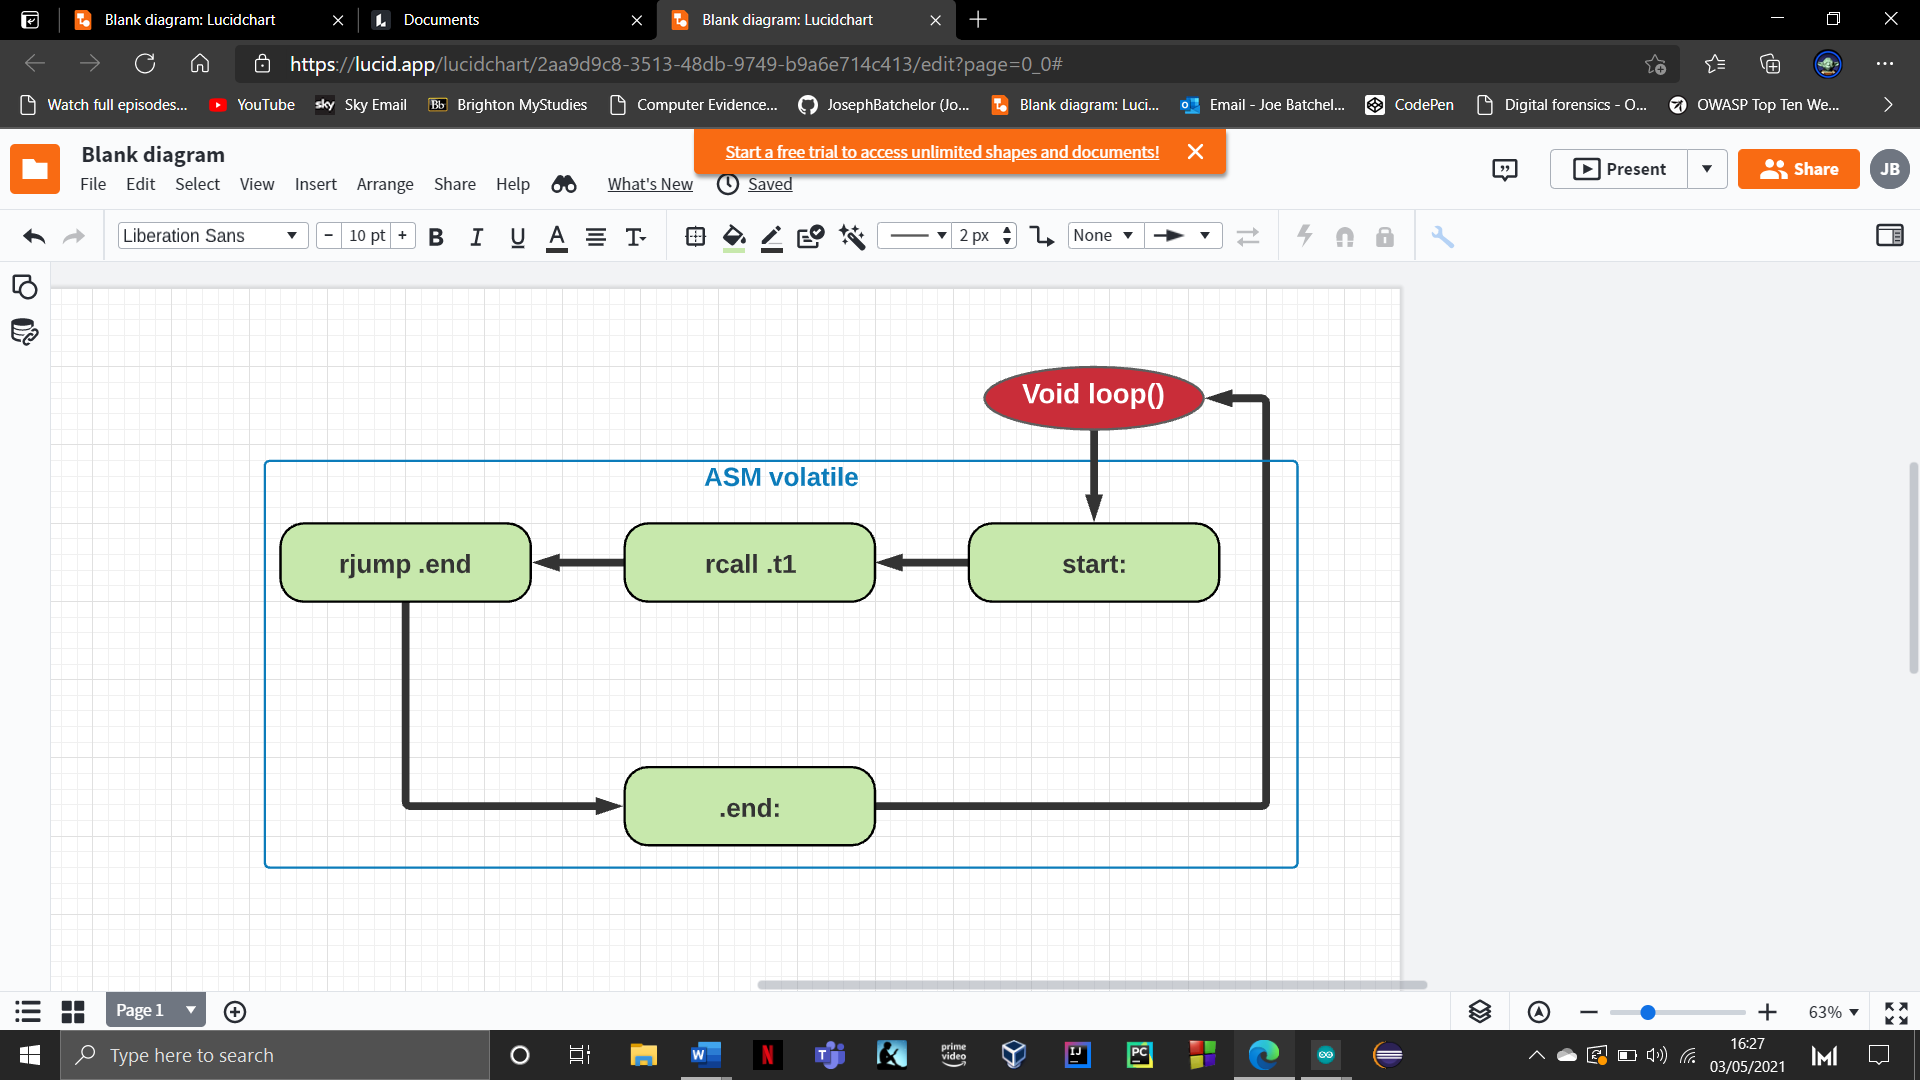 Blank diagram: Lucidchart
Documents
Blank diagram: Lucidchart
https://lucid.app/lucidchart/2aa9d9c8-3513-48db-9749-b9a6e714c413/edit?page=0_0#
Watch full episodes...
YouTube
sky
Sky Email
Bb
Brighton MyStudies
Computer Evidence...
JosephBatchelor (Jo...
Blank diagram: Luci...
Email - Joe Batchel...
CodePen
Digital forensics - O...
OWASP Top Ten We...
Blank diagram
Start a free trial to access unlimited shapes and documents!
File Edit Select View Insert Arrange Share Help What's New Saved
Present
Share
JB
Liberation Sans
- 10 pt +
B I U A T
2 px
None
Void loop()
ASM volatile
rjump .end
rcall .t1
start:
.end:
Page 1
63%
Type here to search
prime video
16:27
03/05/2021